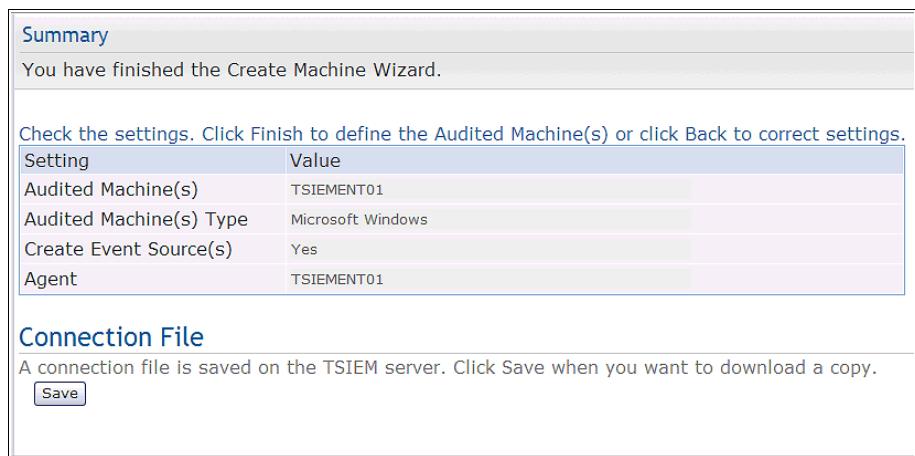 Summary
You have finished the Create Machine Wizard.
Check the settings. Click Finish to define the Audited Machine(s) or click Back to correct settings.
Setting Value
Audited Machine(s) TSIEMENT01
Audited Machine(s) Type Microsoft Windows
Create Event Source(s) Yes
Agent TSIEMENT01
Connection File
A connection file is saved on the TSIEM server. Click Save when you want to download a copy.
Save